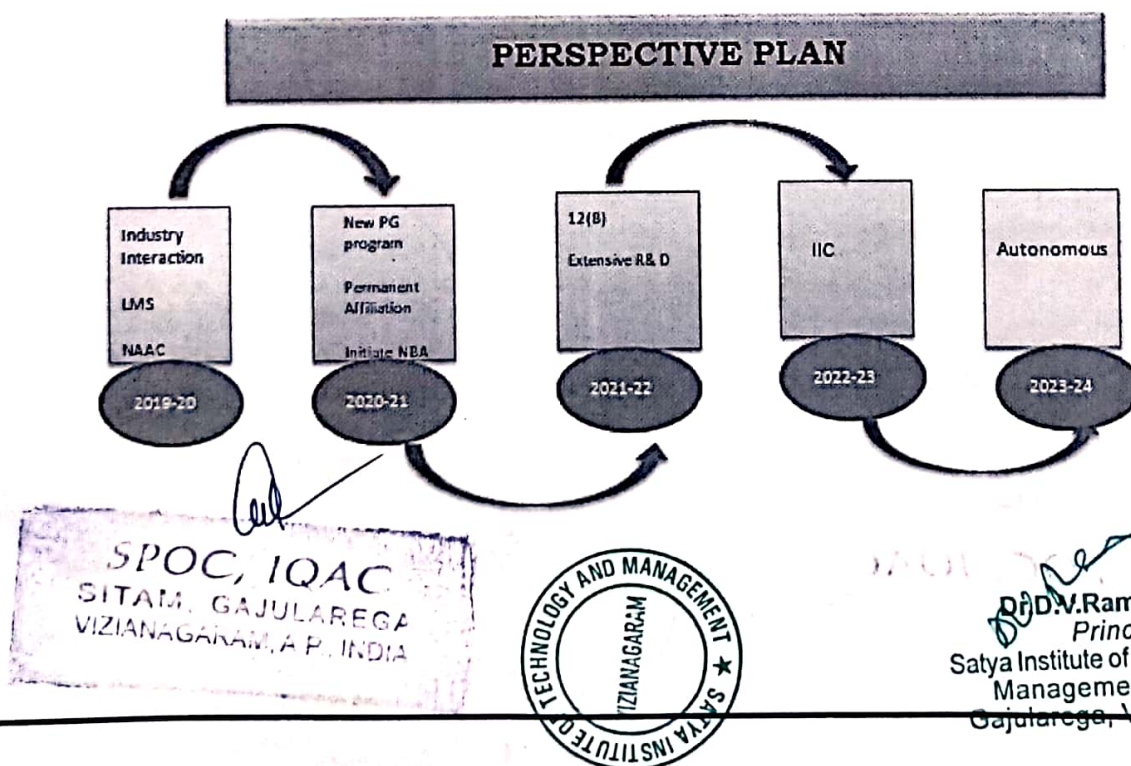 PERSPECTIVE PLAN
Industry
Interaction
LMS
NAAC
2019-20
New PG
program
Permanent
Affiliation
Initiate NBA
2020-21
12(B)
Extensive R& D
2021-22
IIC
2022-23
Autonomous
2023-24
SPOC, IQAC
SITAM, GAJULAREGA
VIZIANAGARAM, A.P., INDIA
SATYA INSTITUTE OF TECHNOLOGY AND MANAGEMENT ★
VIZIANAGARAM
Dr.D.V.Ram
Princ
Satya Institute of
Manageme
Gajularega, V